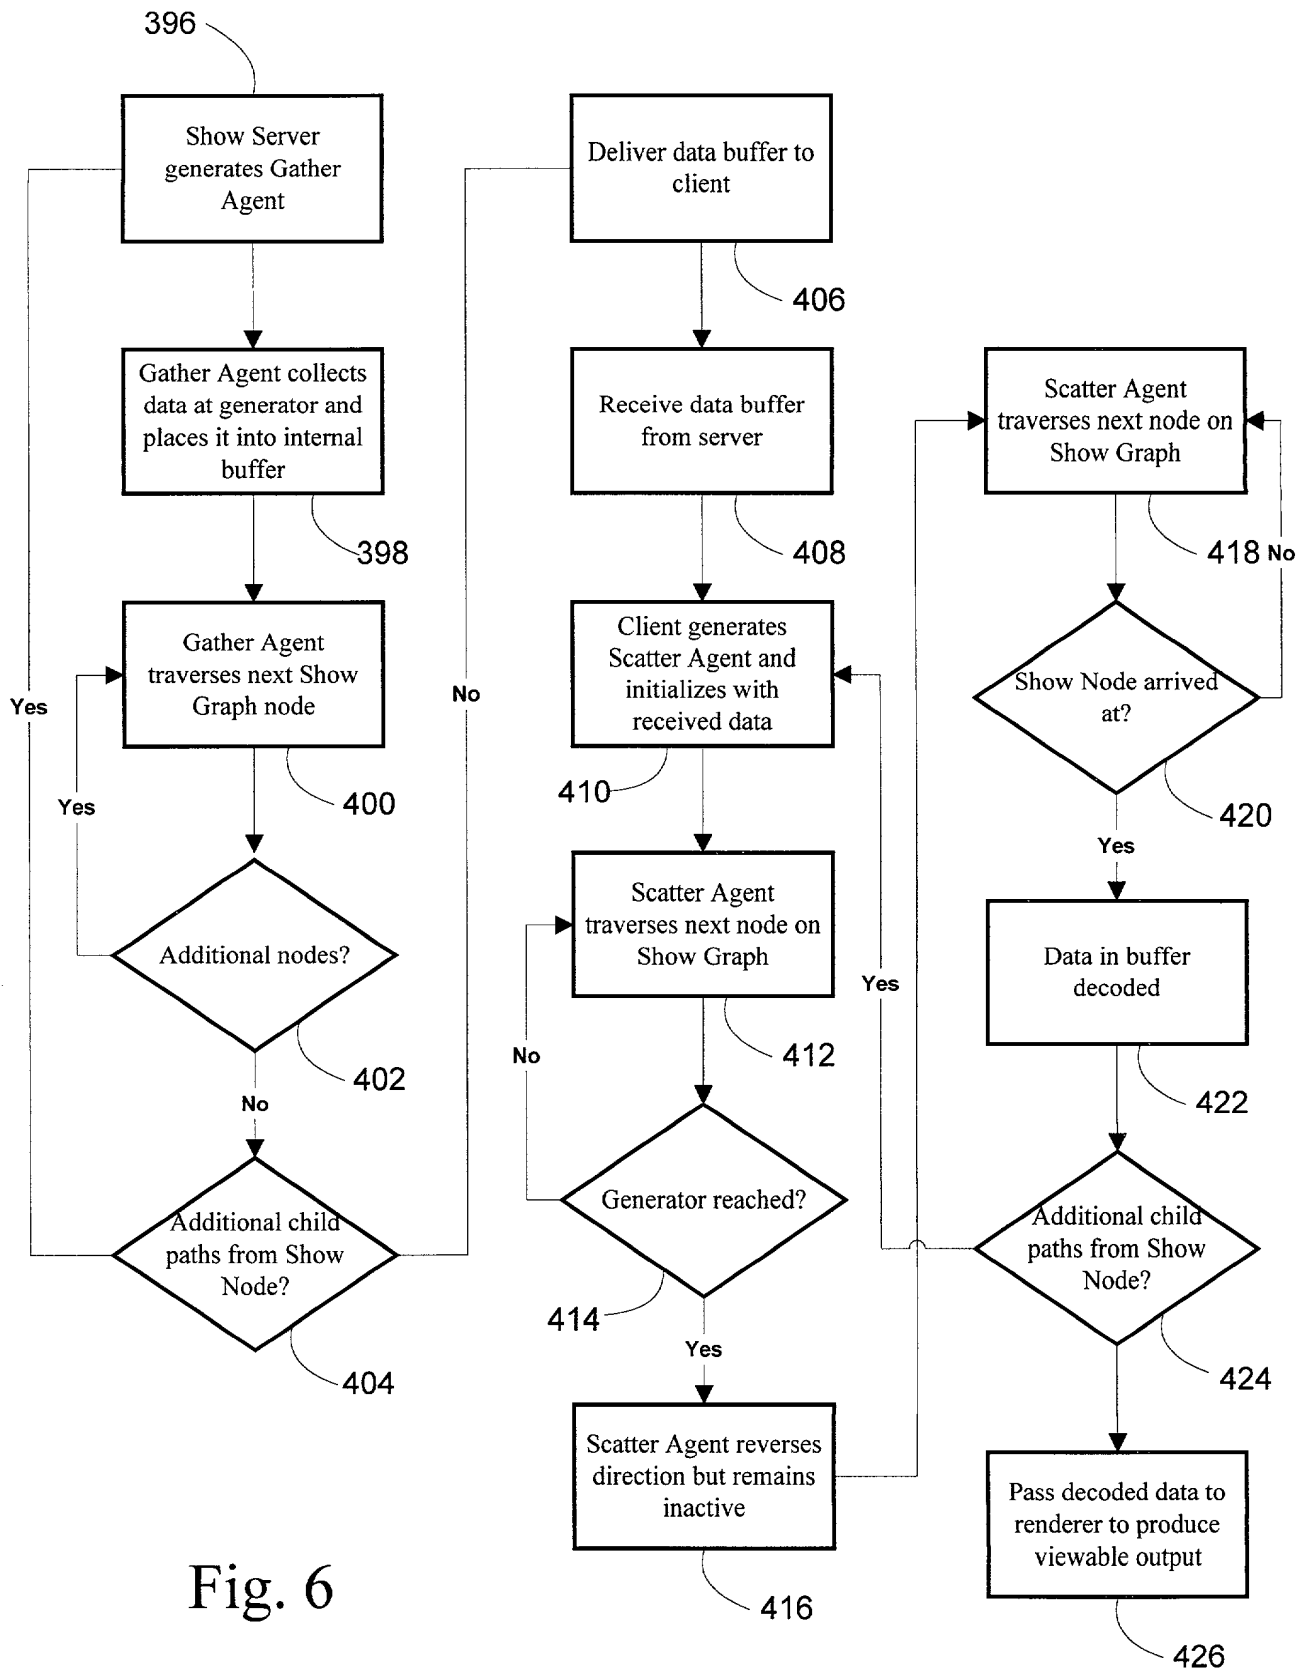 396
Show Server
generates Gather
Agent
Gather Agent collects
data at generator and
places it into internal
buffer
398
Gather Agent
traverses next Show
Graph node
400
Yes
Yes
Additional nodes?
402
No
Additional child
paths from Show
Node?
404
No
Deliver data buffer to
client
406
Receive data buffer
from server
408
Client generates
Scatter Agent and
initializes with
received data
410
Scatter Agent
traverses next node on
Show Graph
412
No
Generator reached?
414
Yes
Scatter Agent reverses
direction but remains
inactive
416
Scatter Agent
traverses next node on
Show Graph
418
No
Show Node arrived
at?
420
Yes
Data in buffer
decoded
422
Yes
Additional child
paths from Show
Node?
424
Pass decoded data to
renderer to produce
viewable output
426
Fig. 6